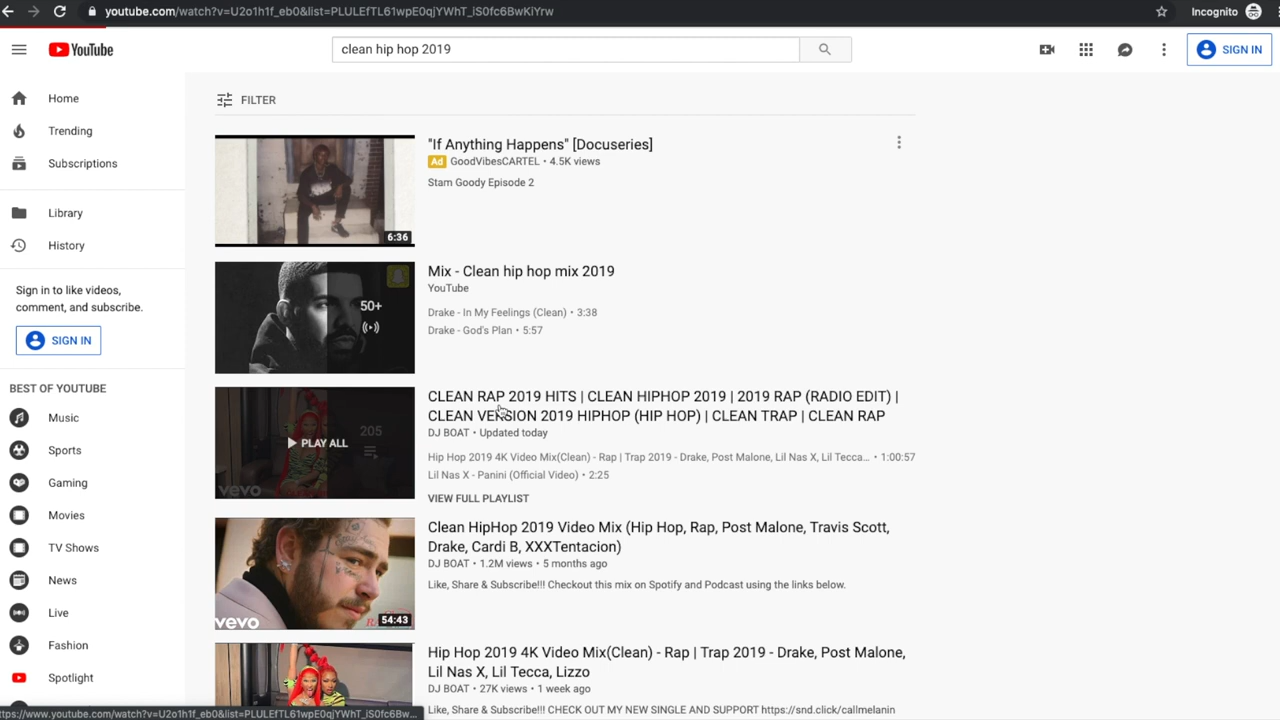 youtube.com/watch?v=U2o1h1f_eb0&list=PLULEfTL61wpE0qjYWhT_iS0fc6BwKiYrw
Incognito
YouTube
clean hip hop 2019
SIGN IN
Home
Trending
Subscriptions
Library
History
Sign in to like videos,
comment, and subscribe.
SIGN IN
BEST OF YOUTUBE
Music
Sports
Gaming
Movies
TV Shows
News
Live
Fashion
Spotlight
FILTER
6:36
"If Anything Happens" [Docuseries]
Ad GoodVibesCARTEL • 4.5K views
Stam Goody Episode 2
50+
Mix - Clean hip hop mix 2019
YouTube
Drake - In My Feelings (Clean) • 3:38
Drake - God's Plan • 5:57
PLAY ALL
205
vevo
CLEAN RAP 2019 HITS | CLEAN HIPHOP 2019 | 2019 RAP (RADIO EDIT) |
CLEAN VERSION 2019 HIPHOP (HIP HOP) | CLEAN TRAP | CLEAN RAP
DJ BOAT • Updated today
Hip Hop 2019 4K Video Mix(Clean) - Rap | Trap 2019 - Drake, Post Malone, Lil Nas X, Lil Tecca... • 1:00:57
Lil Nas X - Panini (Official Video) • 2:25
VIEW FULL PLAYLIST
vevo
54:43
Clean HipHop 2019 Video Mix (Hip Hop, Rap, Post Malone, Travis Scott,
Drake, Cardi B, XXXTentacion)
DJ BOAT • 1.2M views • 5 months ago
Like, Share & Subscribe!!! Checkout this mix on Spotify and Podcast using the links below.
Hip Hop 2019 4K Video Mix(Clean) - Rap | Trap 2019 - Drake, Post Malone,
Lil Nas X, Lil Tecca, Lizzo
DJ BOAT • 27K views • 1 week ago
Like, Share & Subscribe!!! CHECK OUT MY NEW SINGLE AND SUPPORT https://snd.click/callmelanin
ttps://www.youtube.com/watch?v=U2o1h1f_eb0&list=PLULEfTL61wpE0qjYWhT_iS0fc6Bw...